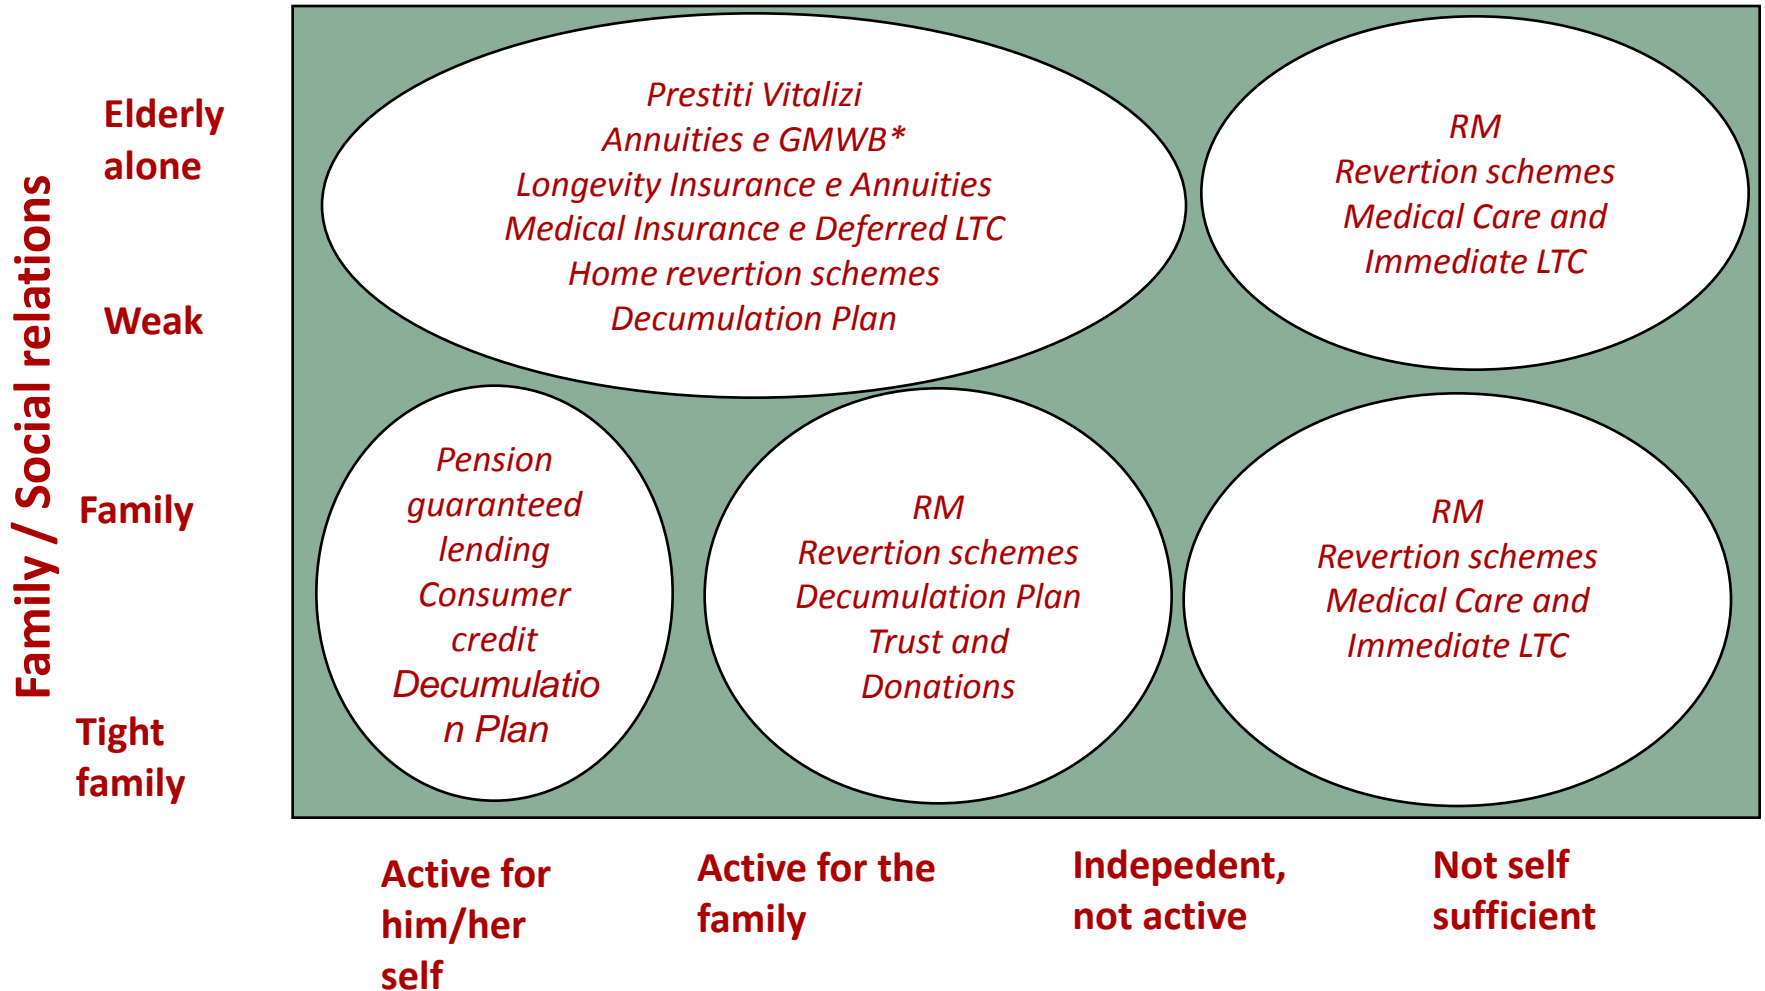 Family / Social relations
Elderly
alone
Weak
Family
Tight
family
Prestiti Vitalizi
Annuities e GMWB*
Longevity Insurance e Annuities
Medical Insurance e Deferred LTC
Home revertion schemes
Decumulation Plan
RM
Revertion schemes
Medical Care and
Immediate LTC
Pension
guaranteed
lending
Consumer
credit
Decumulatio
n Plan
RM
Revertion schemes
Decumulation Plan
Trust and
Donations
RM
Revertion schemes
Medical Care and
Immediate LTC
Active for
him/her
self
Active for the
family
Indepedent,
not active
Not self
sufficient